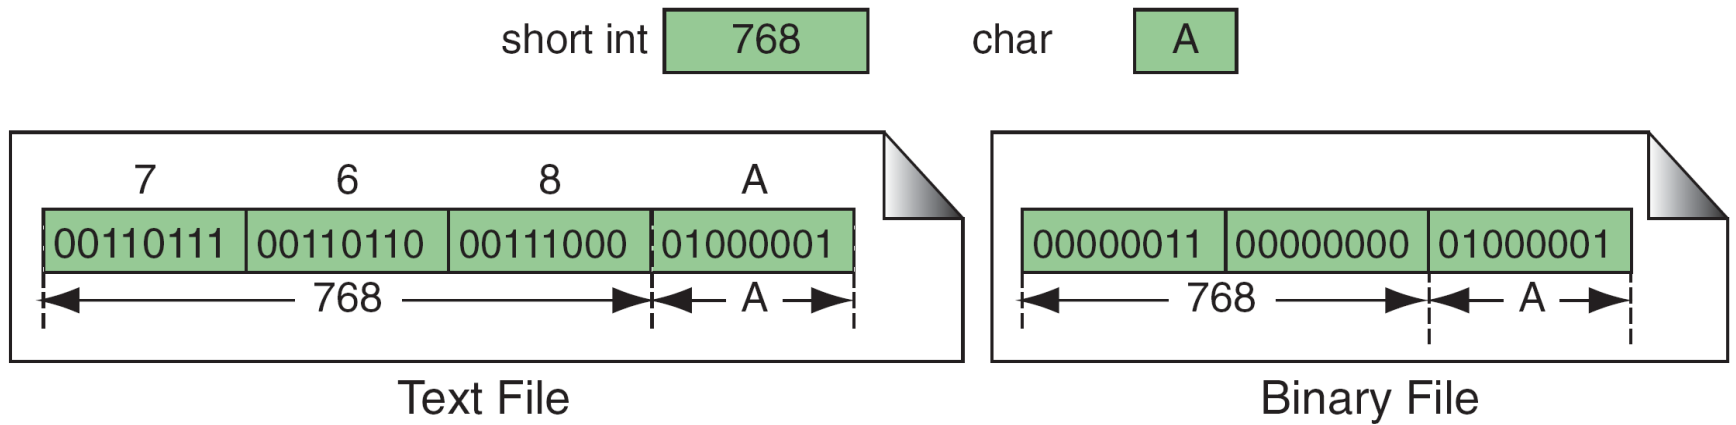 short int 768 char A
7 6 8 A
00110111 00110110 00111000 01000001 00000011 00000000 01000001
768 A 768 A
Text File Binary File